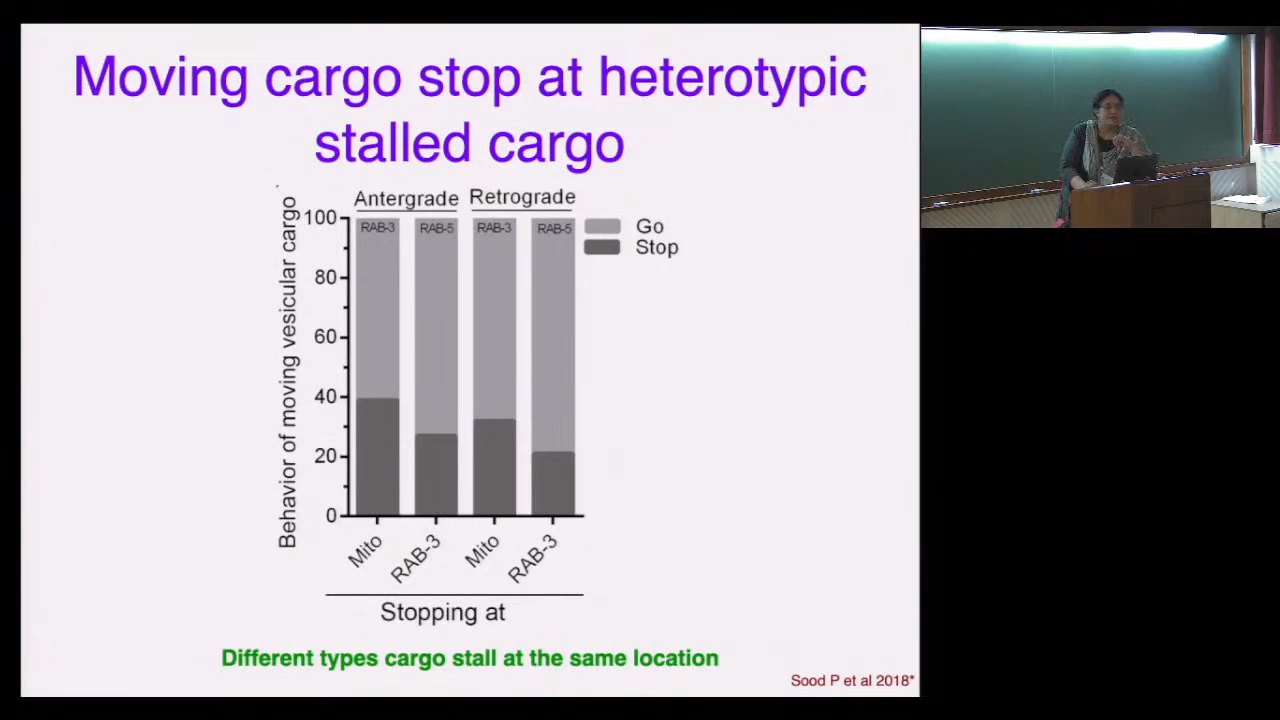 Moving cargo stop at heterotypic
stalled cargo
Antergrade
Retrograde
Behavior of moving vesicular cargo
100
80
60
40
20
0
RAB-3
RAB-5
RAB-3
RAB-5
Go
Stop
Mito
RAB-3
Mito
RAB-3
Stopping at
Different types cargo stall at the same location
Sood P et al 2018*